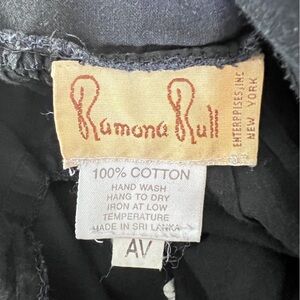 Ramona Rull
ENTERPRISES, INC
NEW YORK
100% COTTON
HAND WASH
HANG TO DRY
IRON AT LOW
TEMPERATURE
MADE IN SRI LANKA
AV